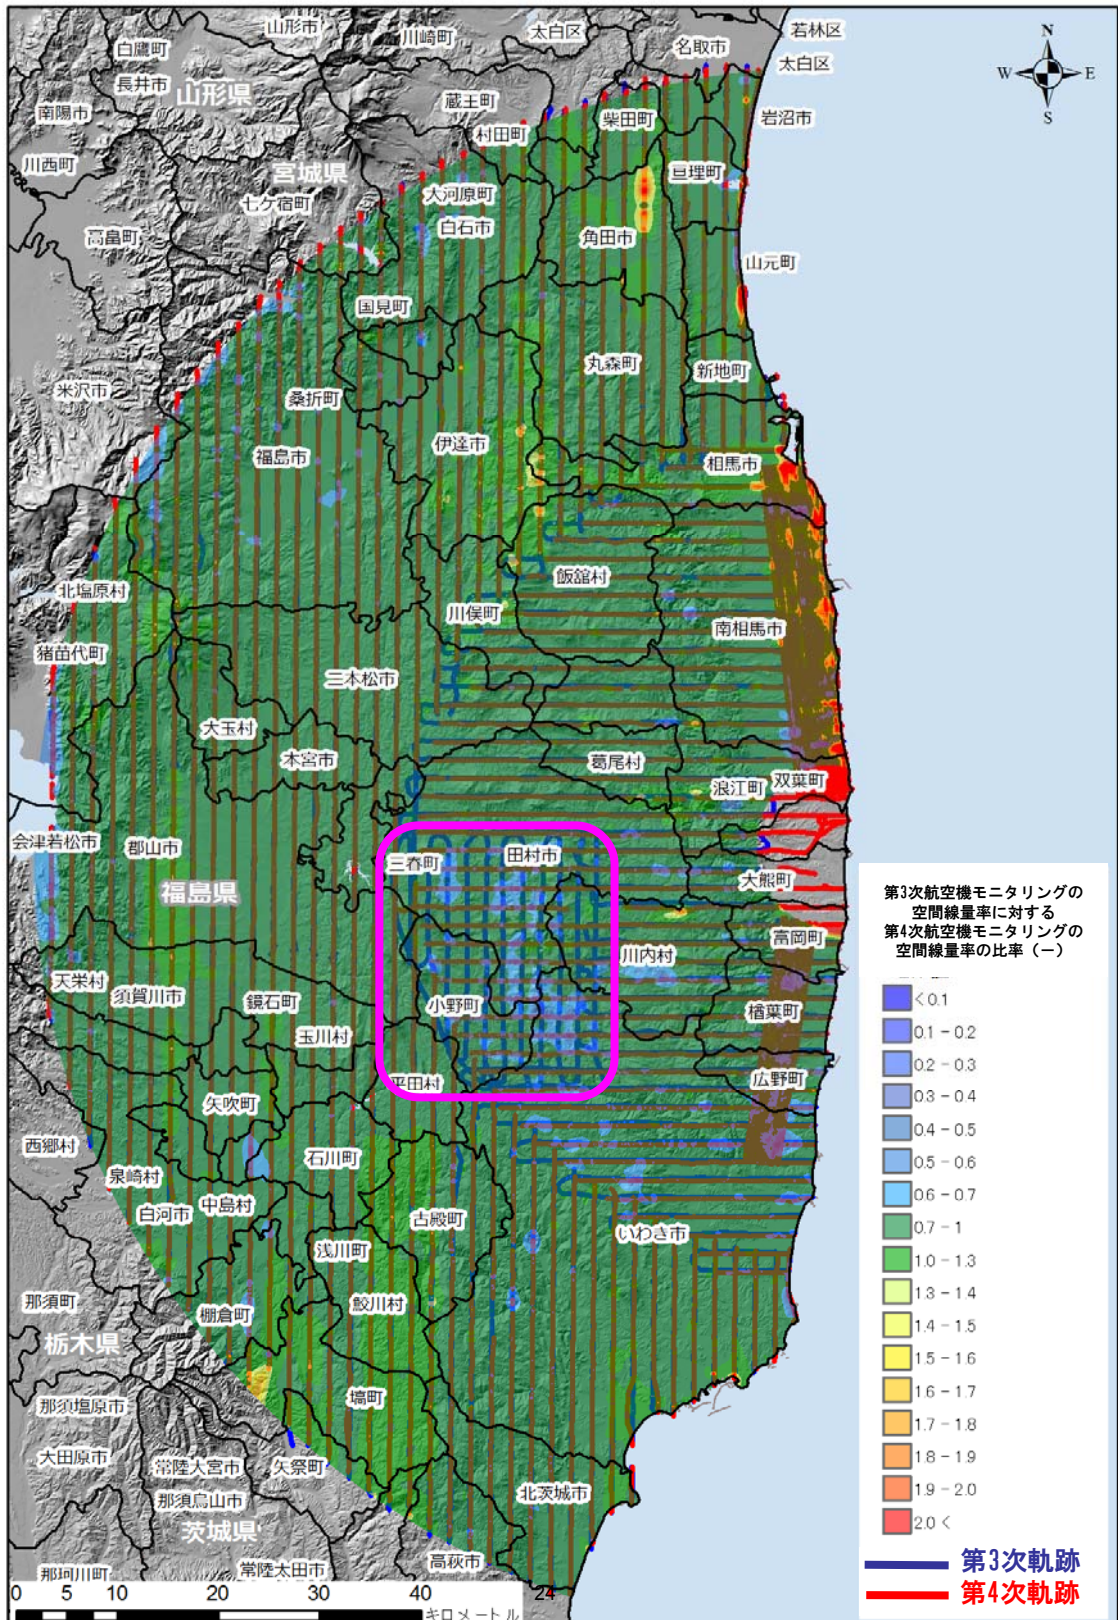 山形市
川崎町
太白区
若林区
白鷹町
名取市
太白区
長井市
山形県
蔵王町
柴田町
岩沼市
南陽市
村田町
川西町
宮城県
亘理町
七ケ宿町
大河原町
白石市
高畠町
角田市
山元町
国見町
丸森町
新地町
米沢市
桑折町
伊達市
福島市
相馬市
飯舘村
北塩原村
川俣町
南相馬市
猪苗代町
二本松市
大玉村
本宮市
葛尾村
浪江町
双葉町
会津若松市
郡山市
三春町
田村市
大熊町
福島県
富岡町
川内村
天栄村
須賀川市
鏡石町
小野町
楢葉町
玉川村
平田村
広野町
矢吹町
西郷村
石川町
泉崎村
白河市
中島村
古殿町
いわき市
浅川町
那須町
棚倉町
鮫川村
栃木県
塙町
那須塩原市
大田原市
常陸大宮市
矢祭町
那須烏山市
北茨城市
茨城県
高萩市
那珂川町
常陸太田市
N
W
E
S
第3次航空機モニタリングの
空間線量率に対する
第4次航空機モニタリングの
空間線量率の比率（ー）
<0.1
0.1 - 0.2
0.2 - 0.3
0.3 - 0.4
0.4 - 0.5
0.5 - 0.6
0.6 - 0.7
0.7 - 1
1.0 - 1.3
1.3 - 1.4
1.4 - 1.5
1.5 - 1.6
1.6 - 1.7
1.7 - 1.8
1.8 - 1.9
1.9 - 2.0
2.0 <
第3次軌跡
第4次軌跡
0 5 10 20 30 40
24
キロメートル